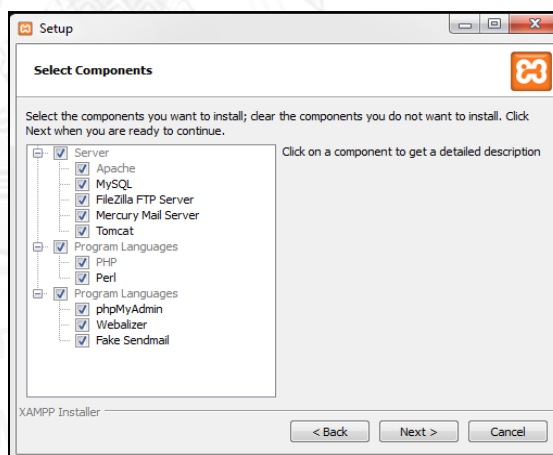 Setup
Select Components
Select the components you want to install; clear the components you do not want to install. Click
Next when you are ready to continue.
Server
Apache
MySQL
FileZilla FTP Server
Mercury Mail Server
Tomcat
Program Languages
PHP
Perl
Program Languages
phpMyAdmin
Webalizer
Fake Sendmail
Click on a component to get a detailed description
XAMPP Installer
< Back
Next >
Cancel